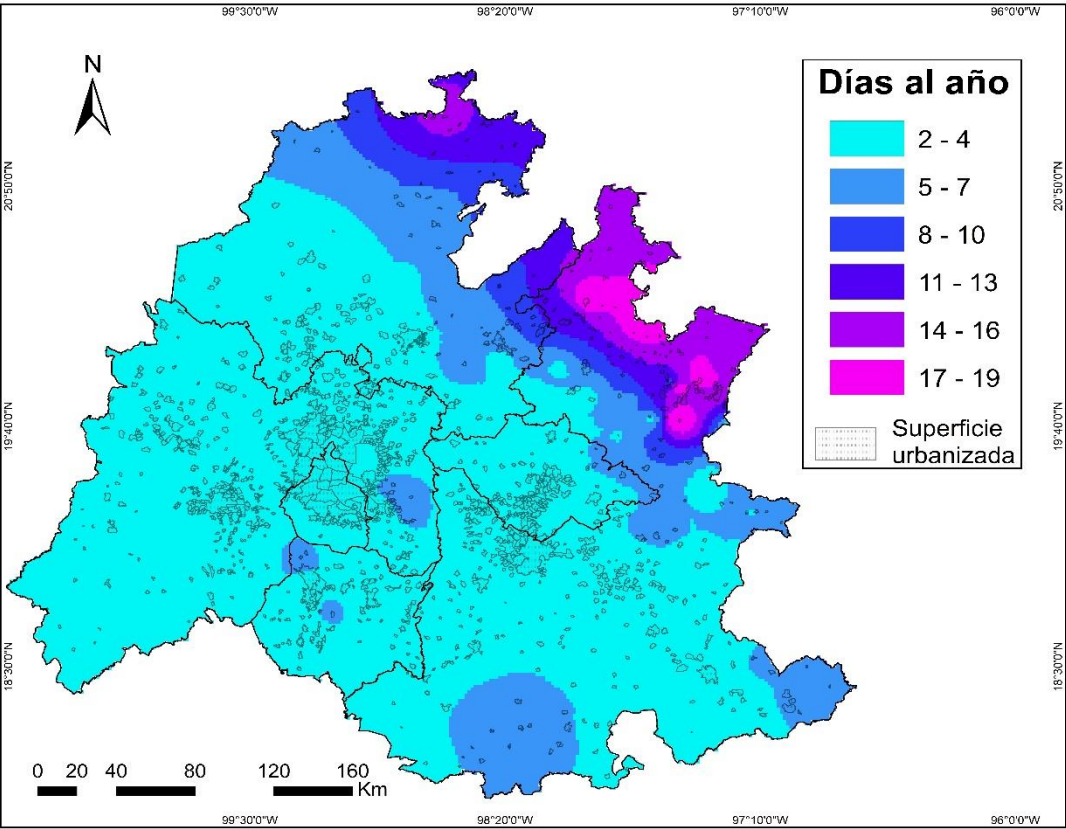 99°30'0"W 98°20'0"W 97°10'0"W 96°0'0"W
N
Días al año
2 - 4
5 - 7
8 - 10
11 - 13
14 - 16
17 - 19
Superficie
urbanizada
20°50'0"N 20°50'0"N
19°40'0"N 19°40'0"N
18°30'0"N 18°30'0"N
0 20 40 80 120 160
Km
99°30'0"W 98°20'0"W 97°10'0"W 96°0'0"W